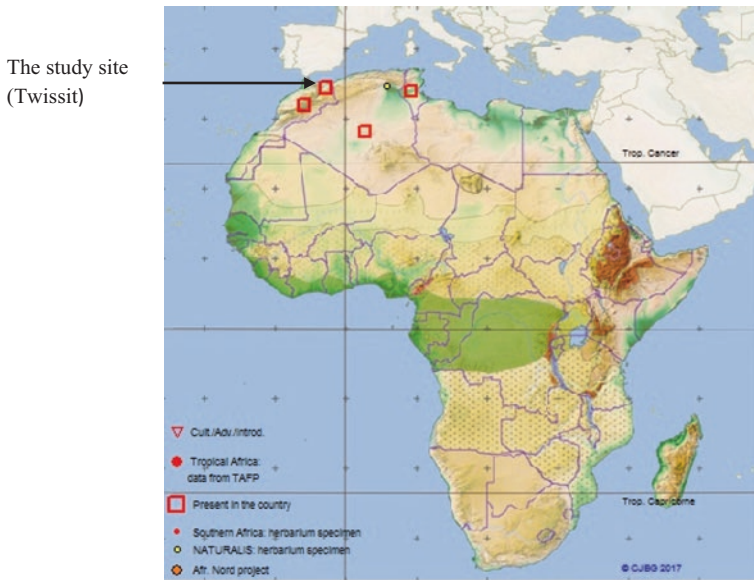 The study site
(Twissit)
Trop. Cancer
▽ Cult./Adv./introd.
Tropical Africa:
data from TAFP
Present in the country
Southern Africa: herbarium specimen
NATURALIS: herbarium specimen
Afr. Nord project
Trop. Capricorne
© CJBG 2017